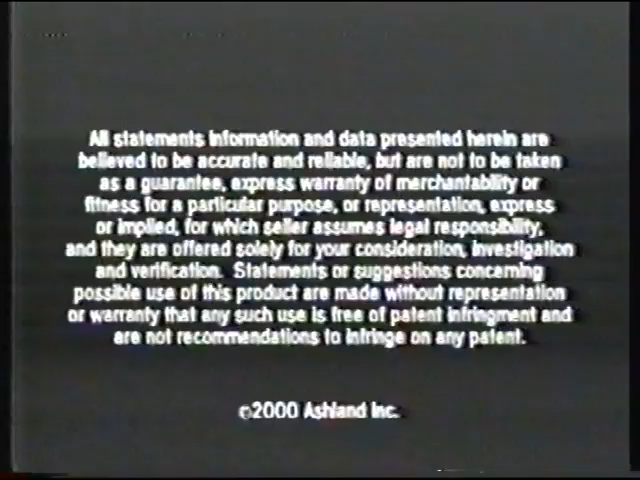 All statements information and data presented herein are
believed to be accurate and reliable, but are not to be taken
as a guarantee, express warranty of merchantability or
fitness for a particular purpose, or representation, express
or implied, for which seller assumes legal responsibility,
and they are offered solely for your consideration, investigation
and verification. Statements or suggestions concerning
possible use of this product are made without representation
or warranty that any such use is free of patent infringment and
are not recommendations to infringe on any patent.
©2000 Ashland Inc.